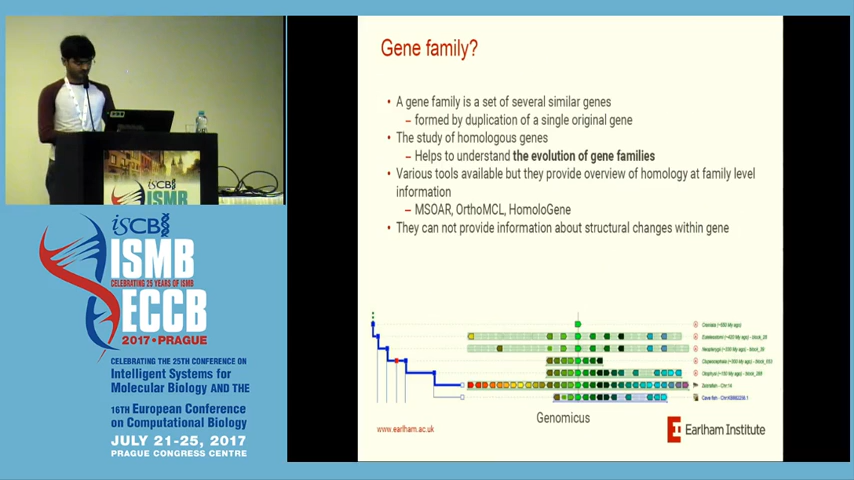 Gene family?
• A gene family is a set of several similar genes
– formed by duplication of a single original gene
• The study of homologous genes
– Helps to understand the evolution of gene families
• Various tools available but they provide overview of homology at family level
information
– MSOAR, OrthoMCL, HomoloGene
• They can not provide information about structural changes within gene
Genomicus
www.earlham.ac.uk
Earlham Institute
iSCB
ISMB
iSCB
ISMB
CELEBRATING 25 YEARS OF ISMB
ECCB
2017 • PRAGUE
CELEBRATING THE 25TH CONFERENCE ON
Intelligent Systems for
Molecular Biology AND THE
16TH European Conference
on Computational Biology
JULY 21-25, 2017
PRAGUE CONGRESS CENTRE